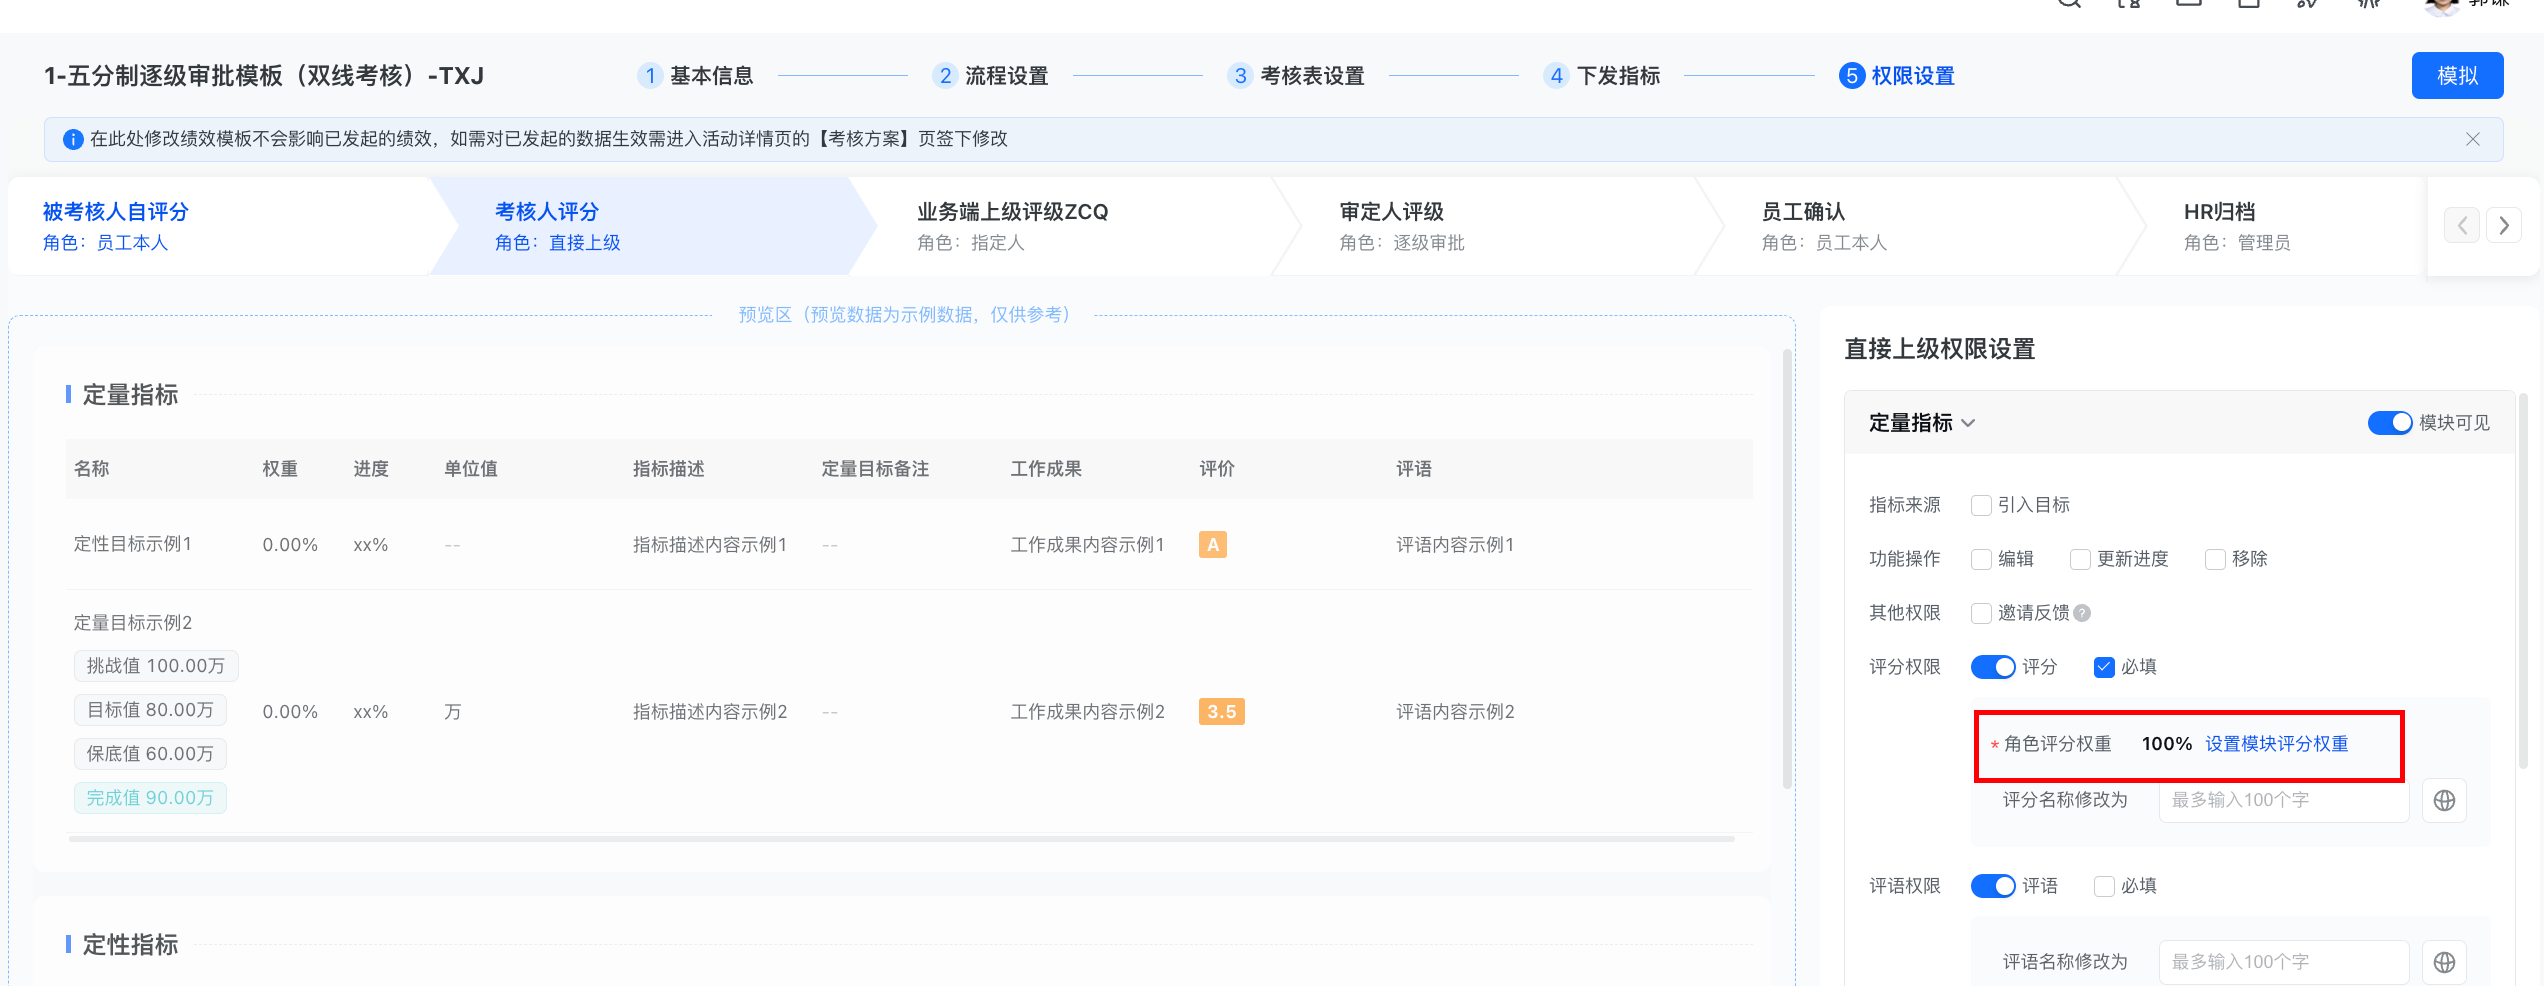 1-五分制逐级审批模板（双线考核）-TXJ
1 基本信息
2 流程设置
3 考核表设置
4 下发指标
5 权限设置
模拟
在此处修改绩效模板不会影响已发起的绩效，如需对已发起的数据生效需进入活动详情页的【考核方案】页签下修改
被考核人自评分
角色：员工本人
考核人评分
角色：直接上级
业务端上级评级ZCQ
角色：指定人
审定人评级
角色：逐级审批
员工确认
角色：员工本人
HR归档
角色：管理员
预览区（预览数据为示例数据，仅供参考）
定量指标
名称 权重 进度 单位值 指标描述 定量目标备注 工作成果 评价 评语
定性目标示例1 0.00% xx% -- 指标描述内容示例1 -- 工作成果内容示例1 A 评语内容示例1
定量目标示例2
挑战值 100.00万
目标值 80.00万
保底值 60.00万
完成值 90.00万
0.00% xx% 万 指标描述内容示例2 -- 工作成果内容示例2 3.5 评语内容示例2
定性指标
直接上级权限设置
定量指标 模块可见
指标来源 引入目标
功能操作 编辑 更新进度 移除
其他权限 邀请反馈 ?
评分权限 评分 必填
* 角色评分权重 100% 设置模块评分权重
评分名称修改为 最多输入100个字
评语权限 评语 必填
评语名称修改为 最多输入100个字